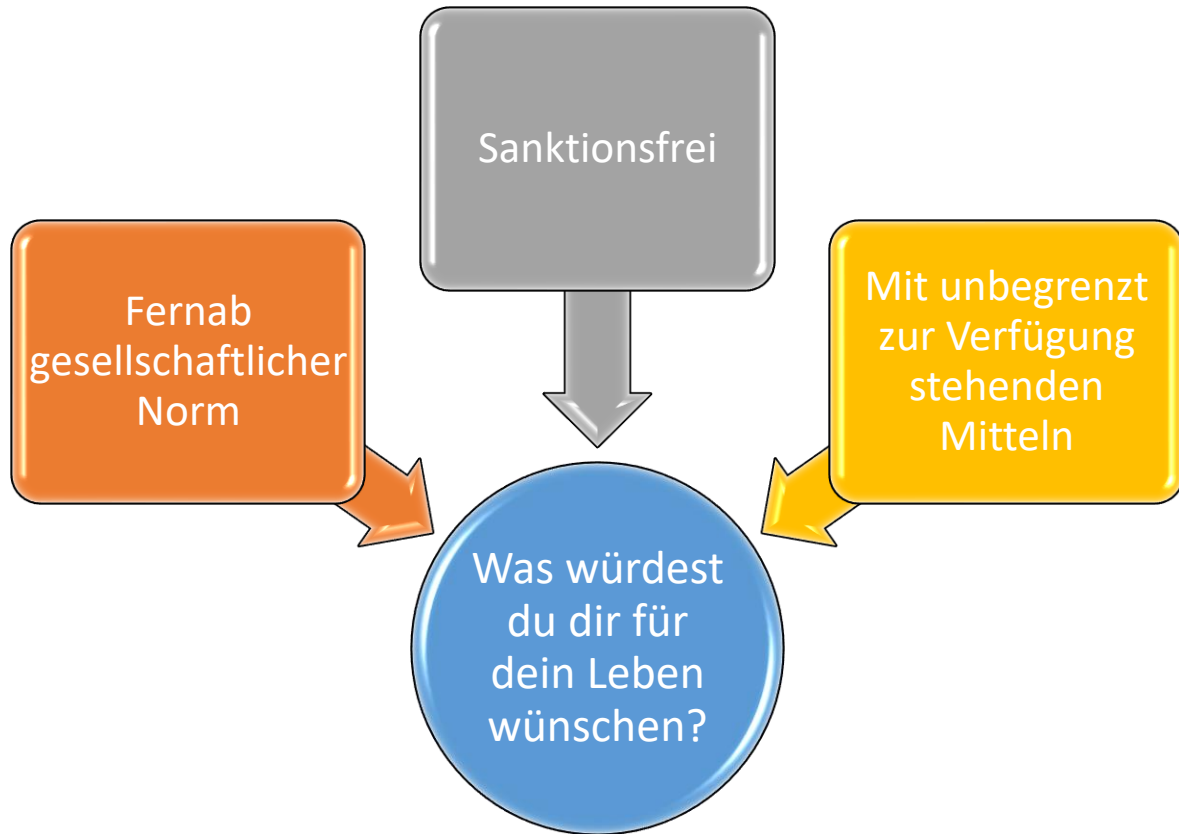 Sanktionsfrei
Fernab
gesellschaftlicher
Norm
Mit unbegrenzt
zur Verfügung
stehenden
Mitteln
Was würdest
du dir für
dein Leben
wünschen?